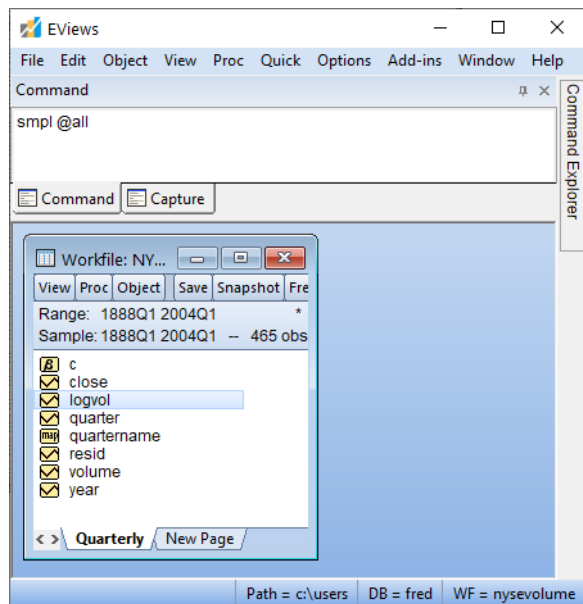 EViews
File Edit Object View Proc Quick Options Add-ins Window Help
Command
smpl @all
Command Capture
Command Explorer
Workfile: NY...
View Proc Object Save Snapshot Fre
Range: 1888Q1 2004Q1 *
Sample: 1888Q1 2004Q1 -- 465 obs
β c
close
logvol
quarter
map quartername
resid
volume
year
< > Quarterly New Page
Path = c:\users DB = fred WF = nysevolume